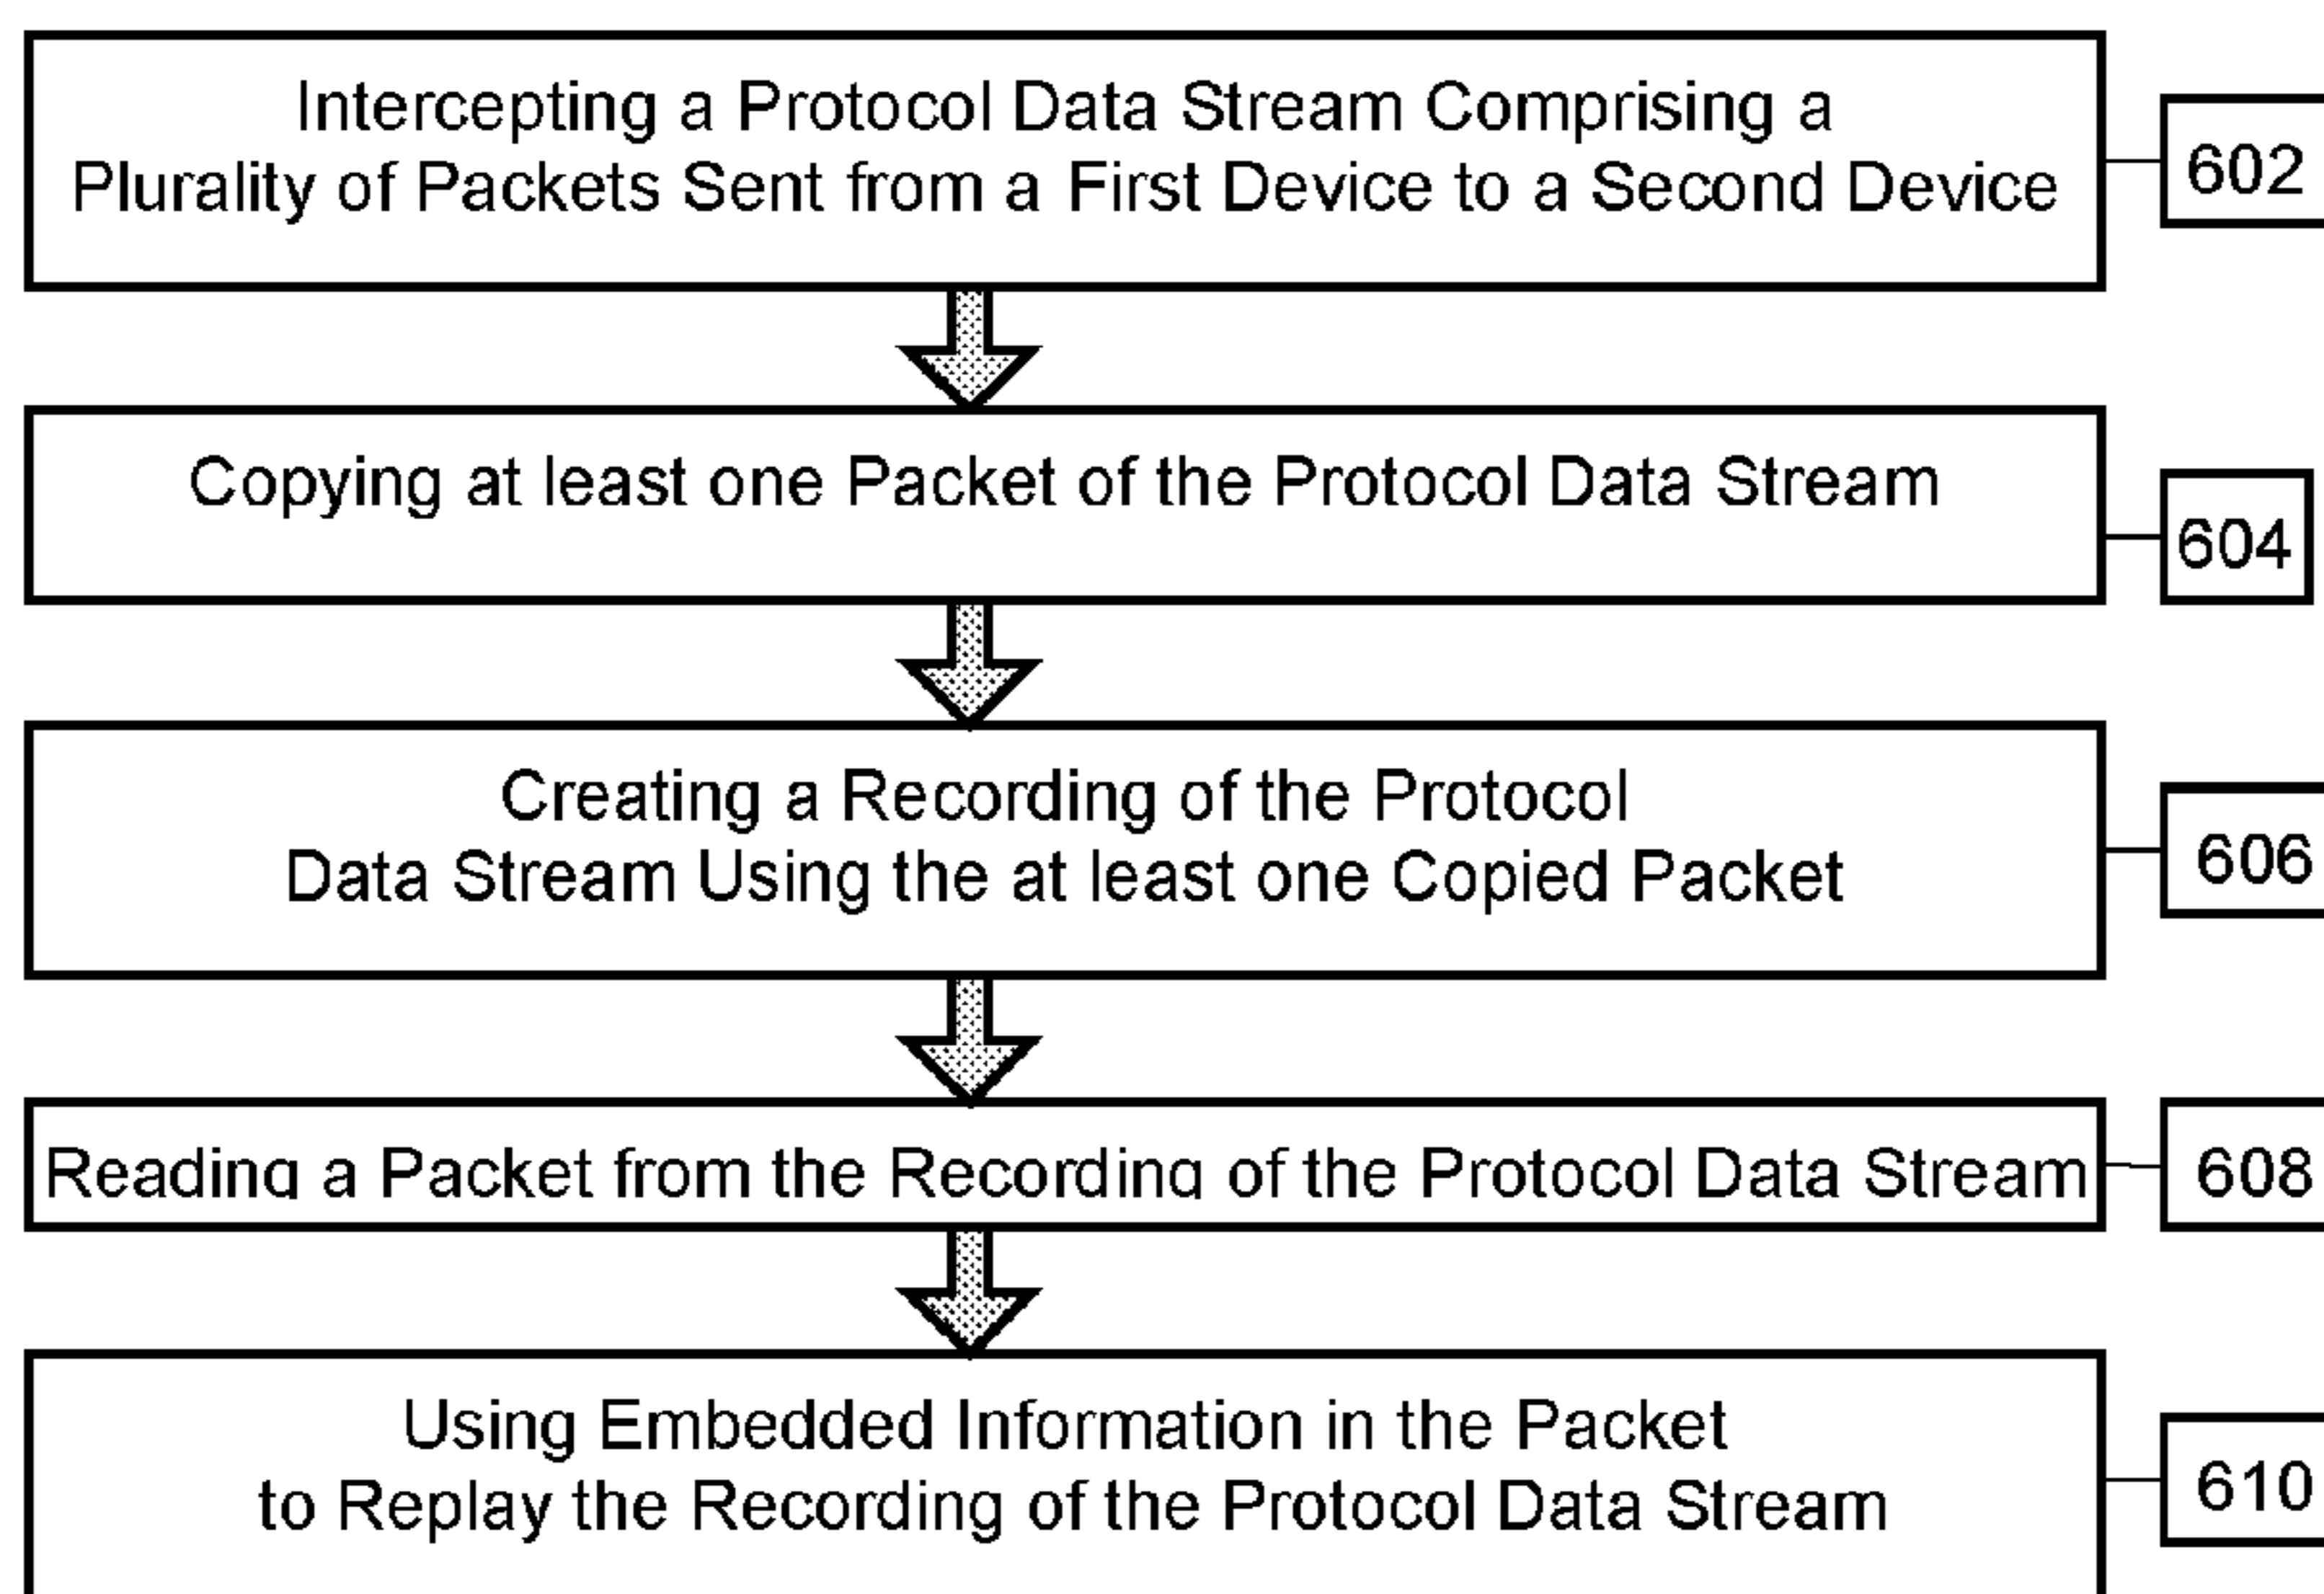 Intercepting a Protocol Data Stream Comprising a
Plurality of Packets Sent from a First Device to a Second Device
602
Copying at least one Packet of the Protocol Data Stream
604
Creating a Recording of the Protocol
Data Stream Using the at least one Copied Packet
606
Reading a Packet from the Recording of the Protocol Data Stream
608
Using Embedded Information in the Packet
to Replay the Recording of the Protocol Data Stream
610